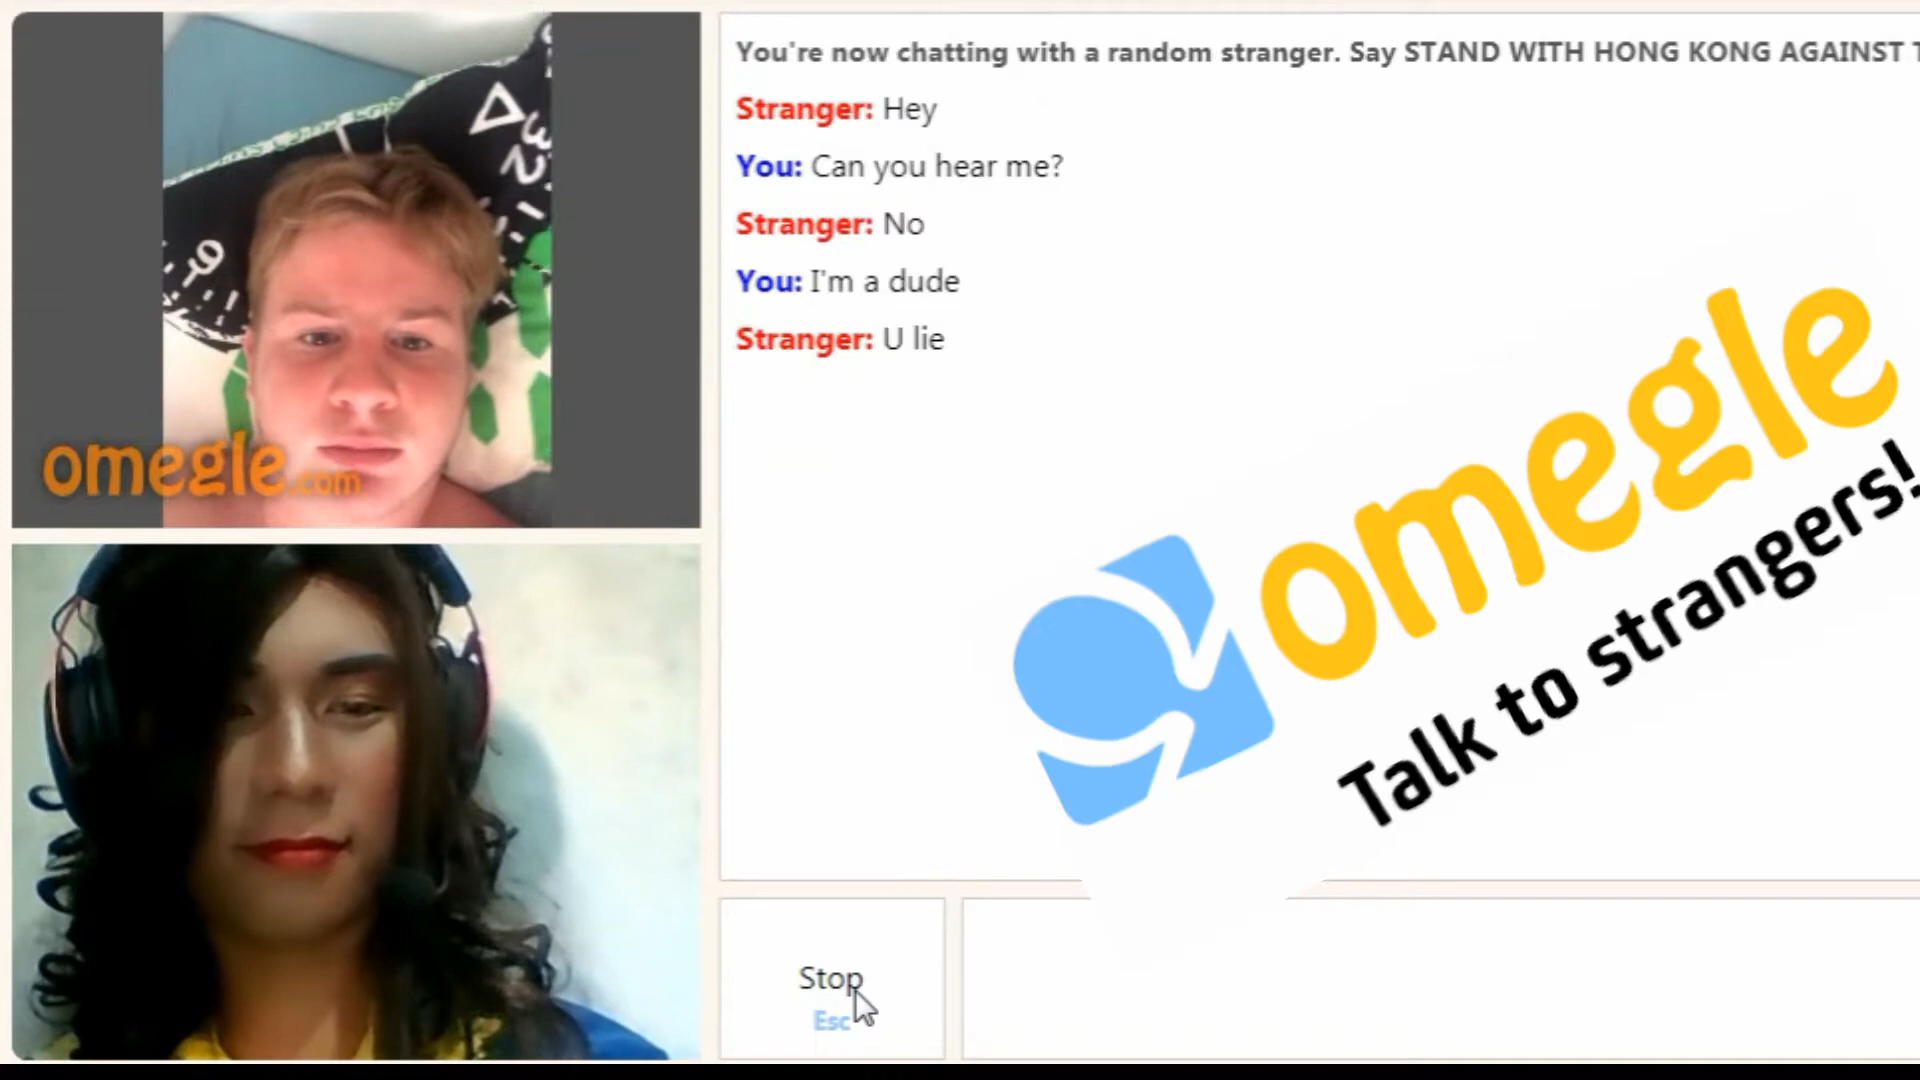 You're now chatting with a random stranger. Say STAND WITH HONG KONG AGAINST
Stranger: Hey
You: Can you hear me?
Stranger: No
You: I'm a dude
Stranger: U lie
omegle.com
omegle
Talk to strangers!
Stop
Esc